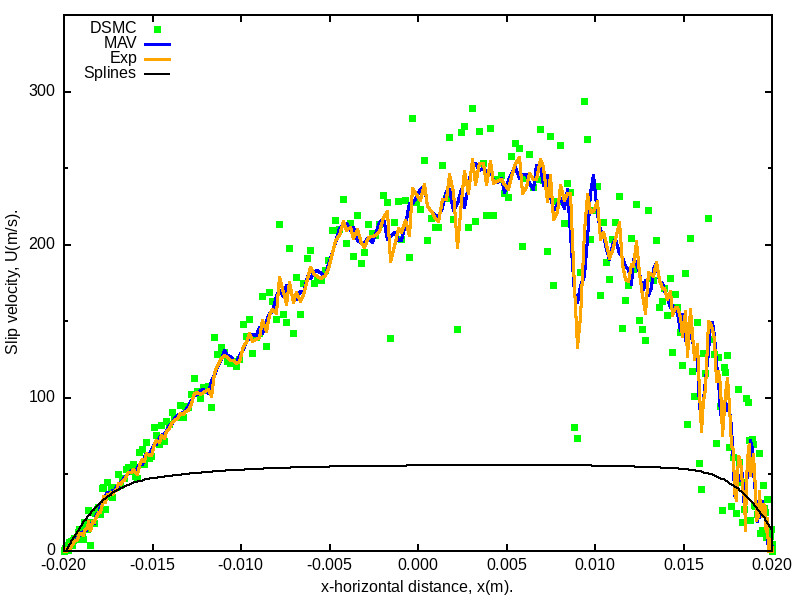 DSMC
MAV
Exp
Splines
300
200
100
0
Slip velocity, U(m/s).
-0.020 -0.015 -0.010 -0.005 0.000 0.005 0.010 0.015 0.020
x-horizontal distance, x(m).